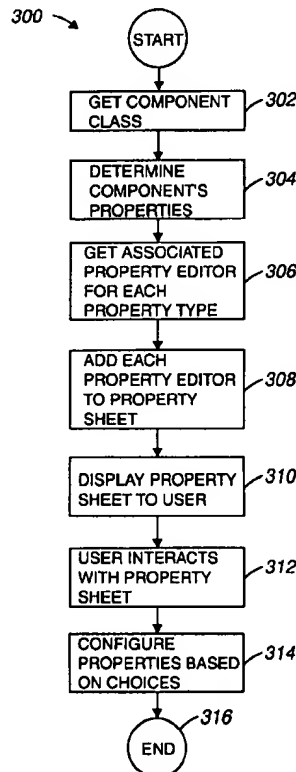 300
START
GET COMPONENT
CLASS
302
DETERMINE
COMPONENT'S
PROPERTIES
304
GET ASSOCIATED
PROPERTY EDITOR
FOR EACH
PROPERTY TYPE
306
ADD EACH
PROPERTY EDITOR
TO PROPERTY
SHEET
308
DISPLAY PROPERTY
SHEET TO USER
310
USER INTERACTS
WITH PROPERTY
SHEET
312
CONFIGURE
PROPERTIES BASED
ON CHOICES
314
316
END